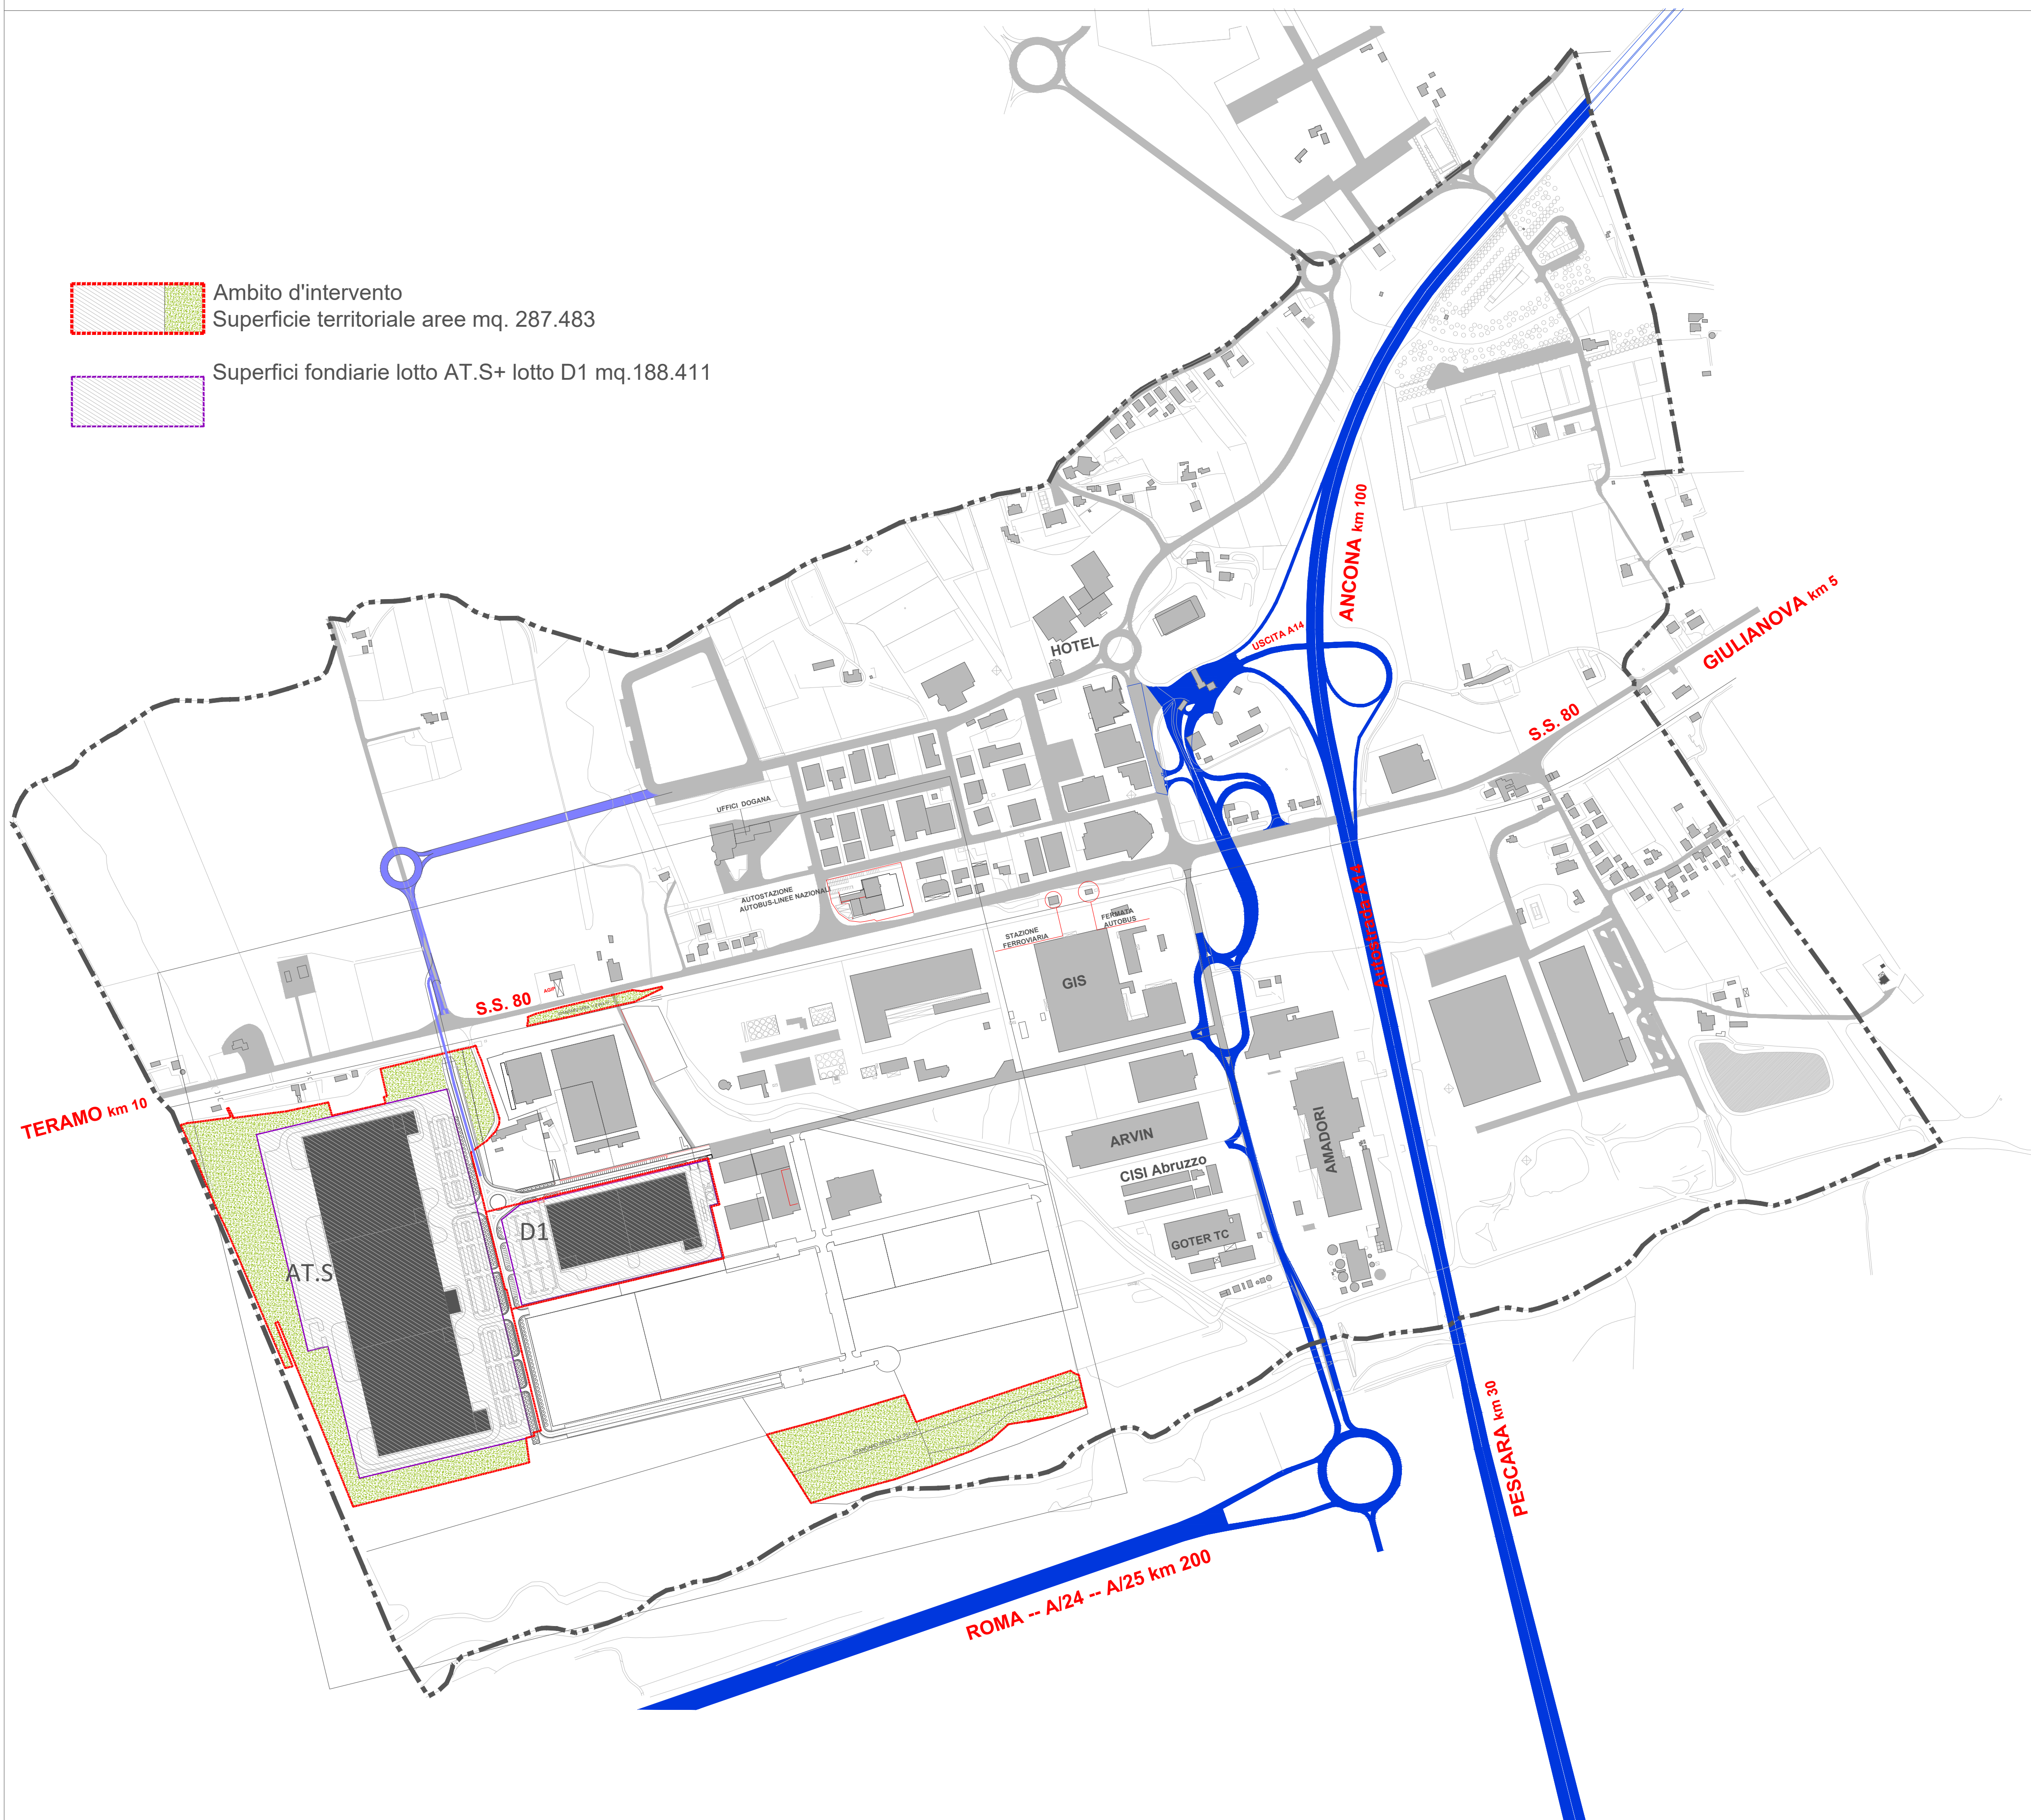 Ambito d'intervento
Superficie territoriale aree mq. 287.483
Superfici fondiarie lotto AT.S+ lotto D1 mq.188.411
ANCONA km 100
GIULIANOVA km 5
USCITA A14
HOTEL
S.S. 80
UFFICI DOGANA
AUTOSTAZIONE
AUTOBUS-LINEE NAZIONALI
FERMATA
AUTOBUS
STAZIONE
FERROVIARIA
Autostrada A14
GIS
AGIP
S.S. 80
TERAMO km 10
ARVIN
AMADORI
CISI Abruzzo
GOTER TC
D1
AT.S
PESCARA km 30
ROMA -- A/24 -- A/25 km 200